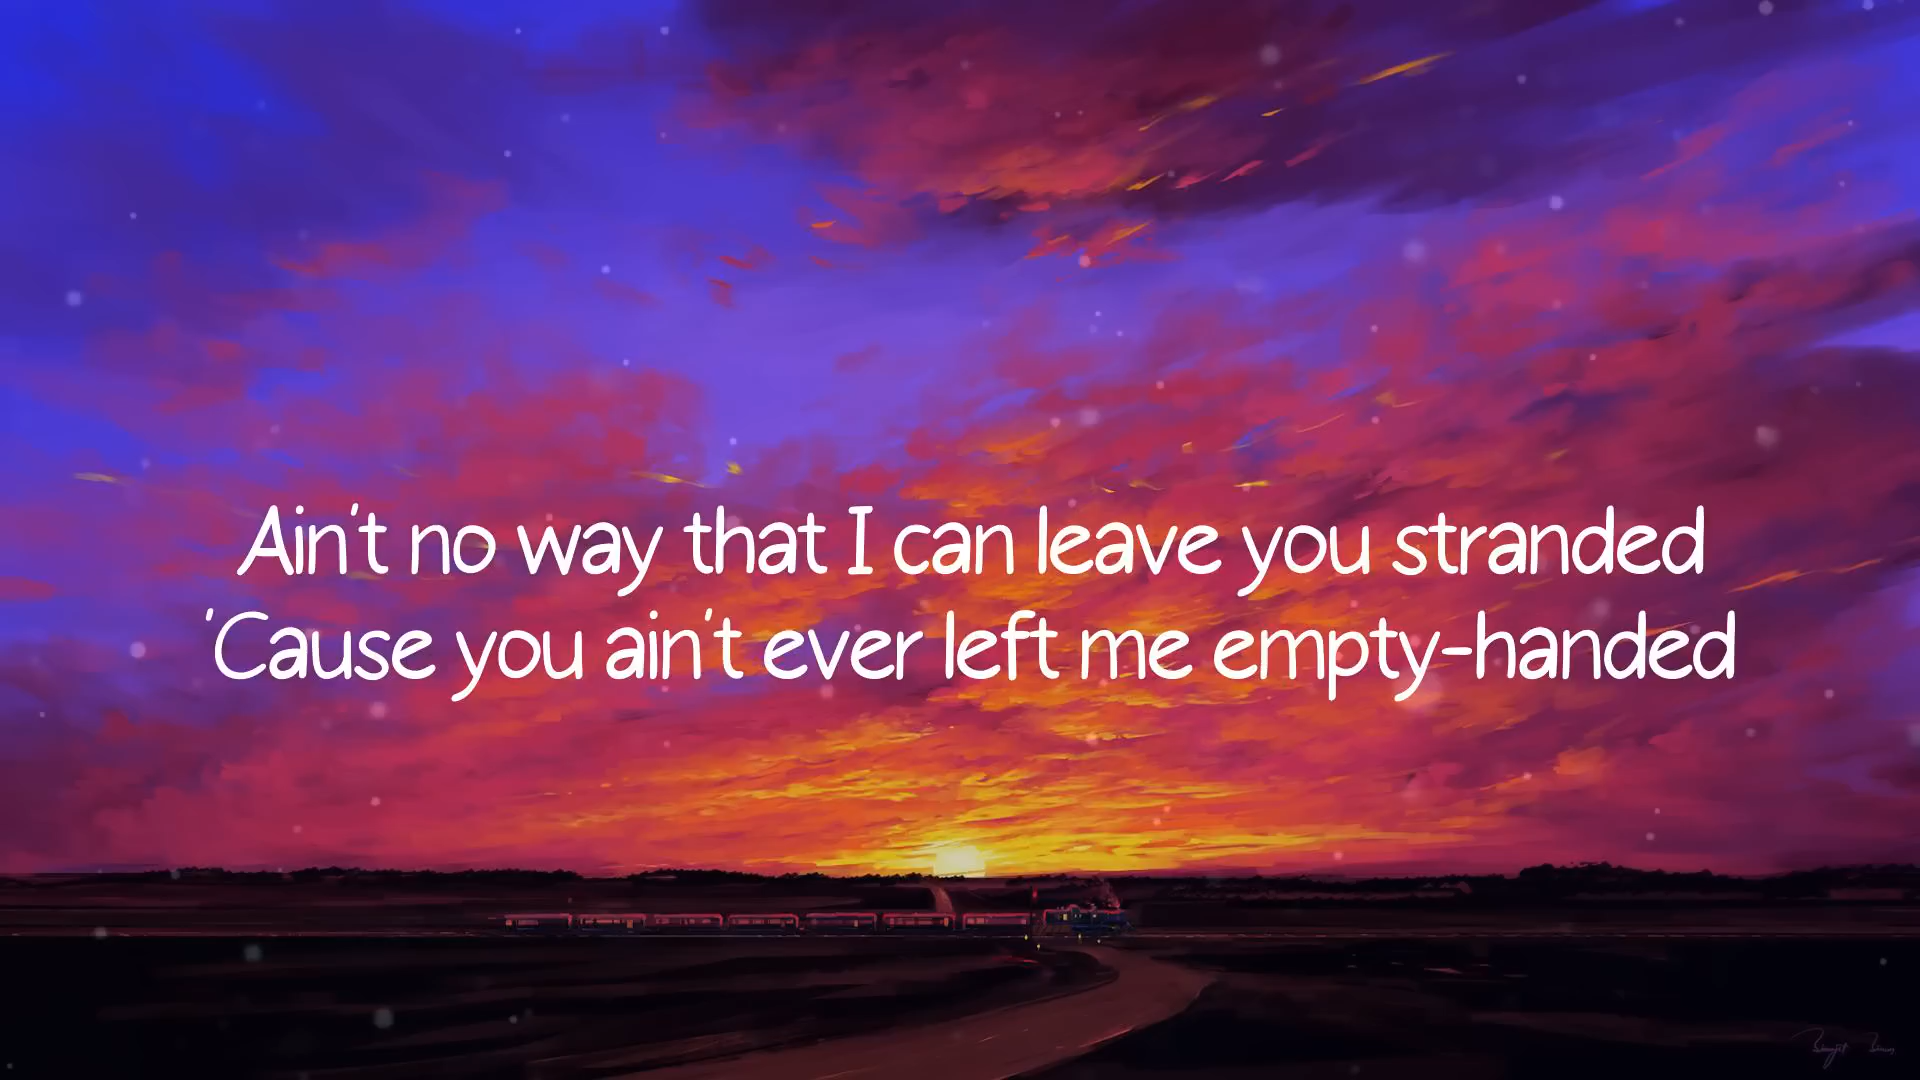 Ain't no way that I can leave you stranded
'Cause you ain't ever left me empty-handed